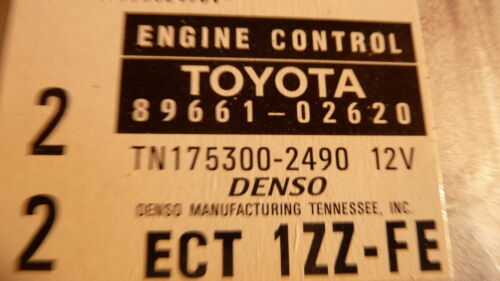 ENGINE CONTROL
TOYOTA
89661-02620
2
TN175300-2490 12V
DENSO
DENSO MANUFACTURING TENNESSEE, INC.
2
ECT 1ZZ-FE